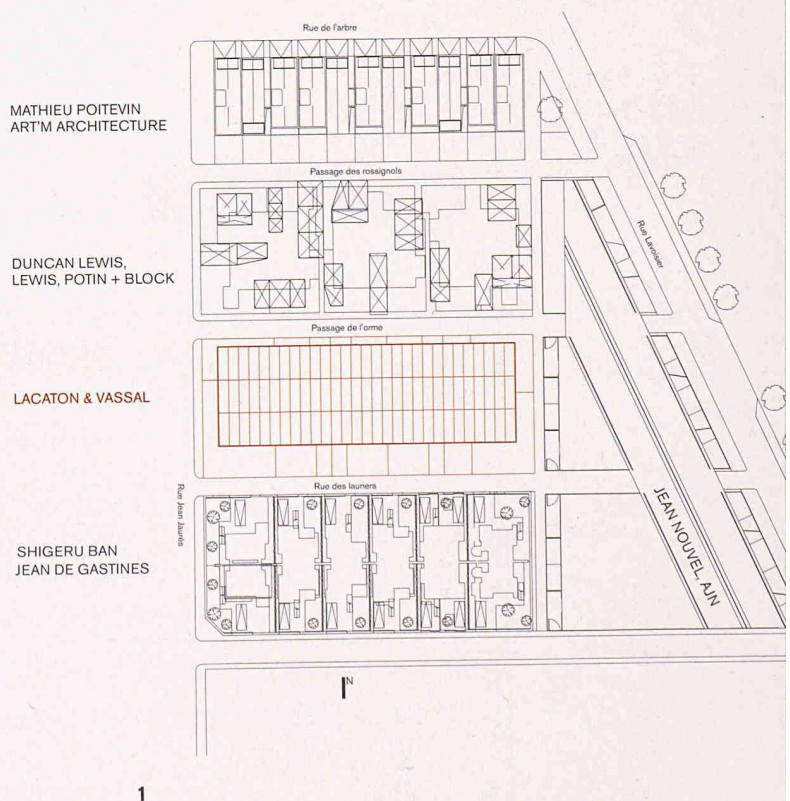 Rue de l'arbre
MATHIEU POITEVIN
ART'M ARCHITECTURE
Passage des rossignols
Rue Lavoisier
DUNCAN LEWIS,
LEWIS, POTIN + BLOCK
Passage de l'orme
LACATON & VASSAL
Rue des lauriers
Rue Jean Jaurès
JEAN NOUVEL, AJN
SHIGERU BAN
JEAN DE GASTINES
N
1